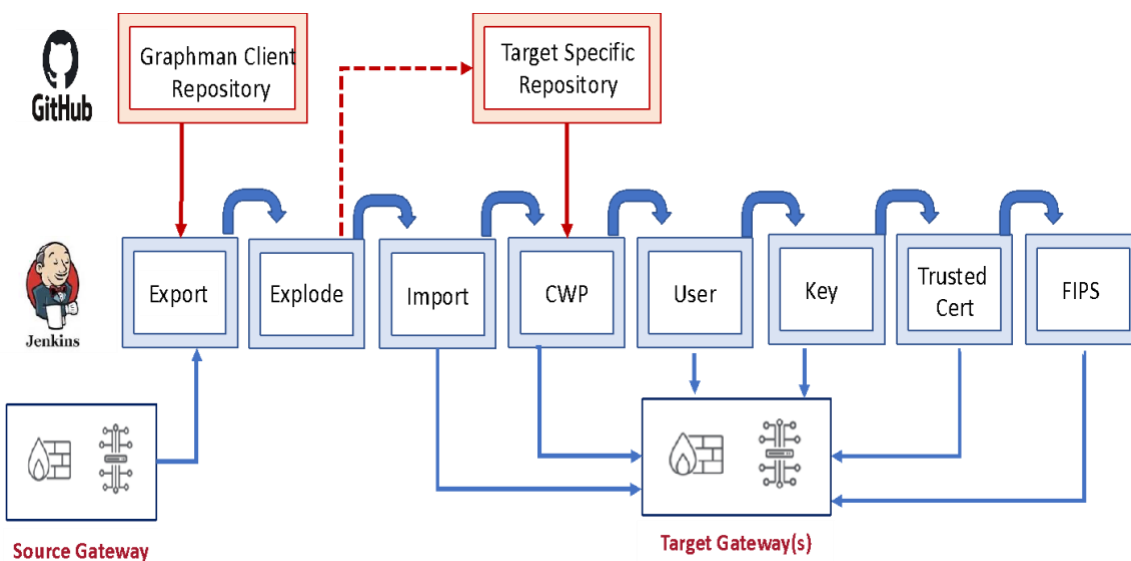 Graphman Client
Repository
Target Specific
Repository
GitHub
Export
Explode
Import
CWP
User
Key
Trusted
Cert
FIPS
Jenkins
Source Gateway
Target Gateway(s)